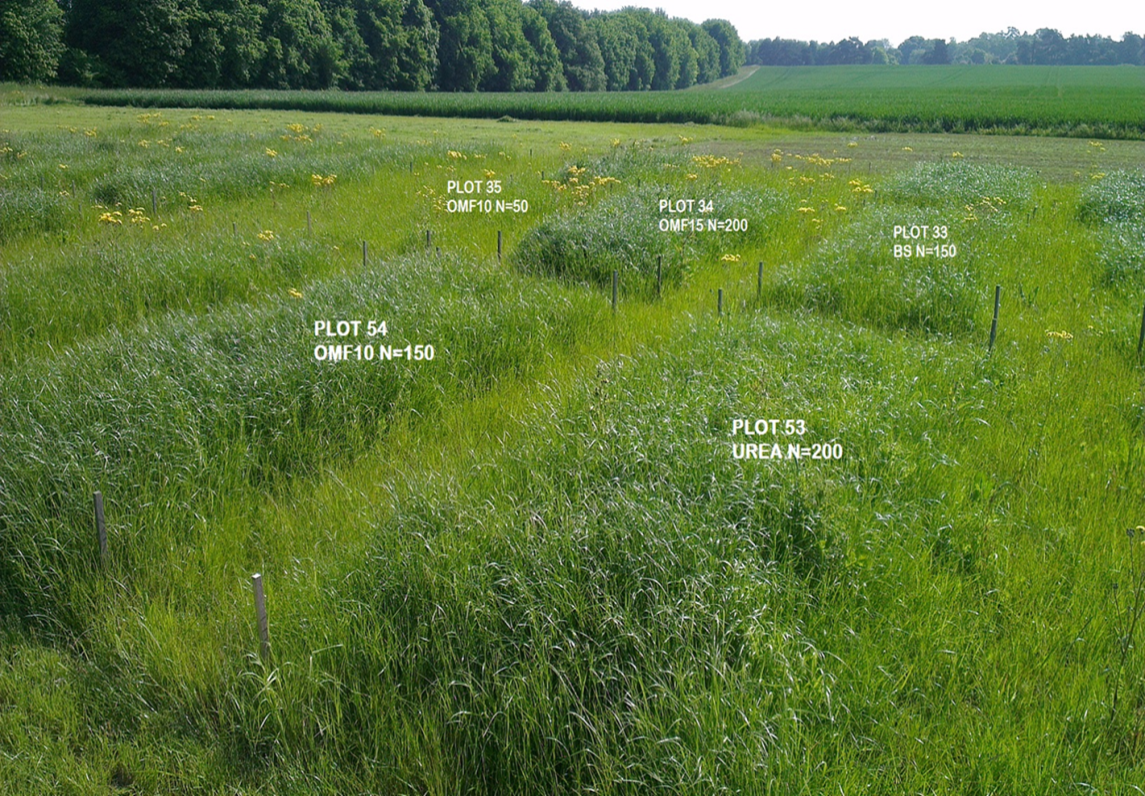 PLOT 35
OMF10 N=50
PLOT 34
OMF15 N=200
PLOT 33
BS N=150
PLOT 54
OMF10 N=150
PLOT 53
UREA N=200